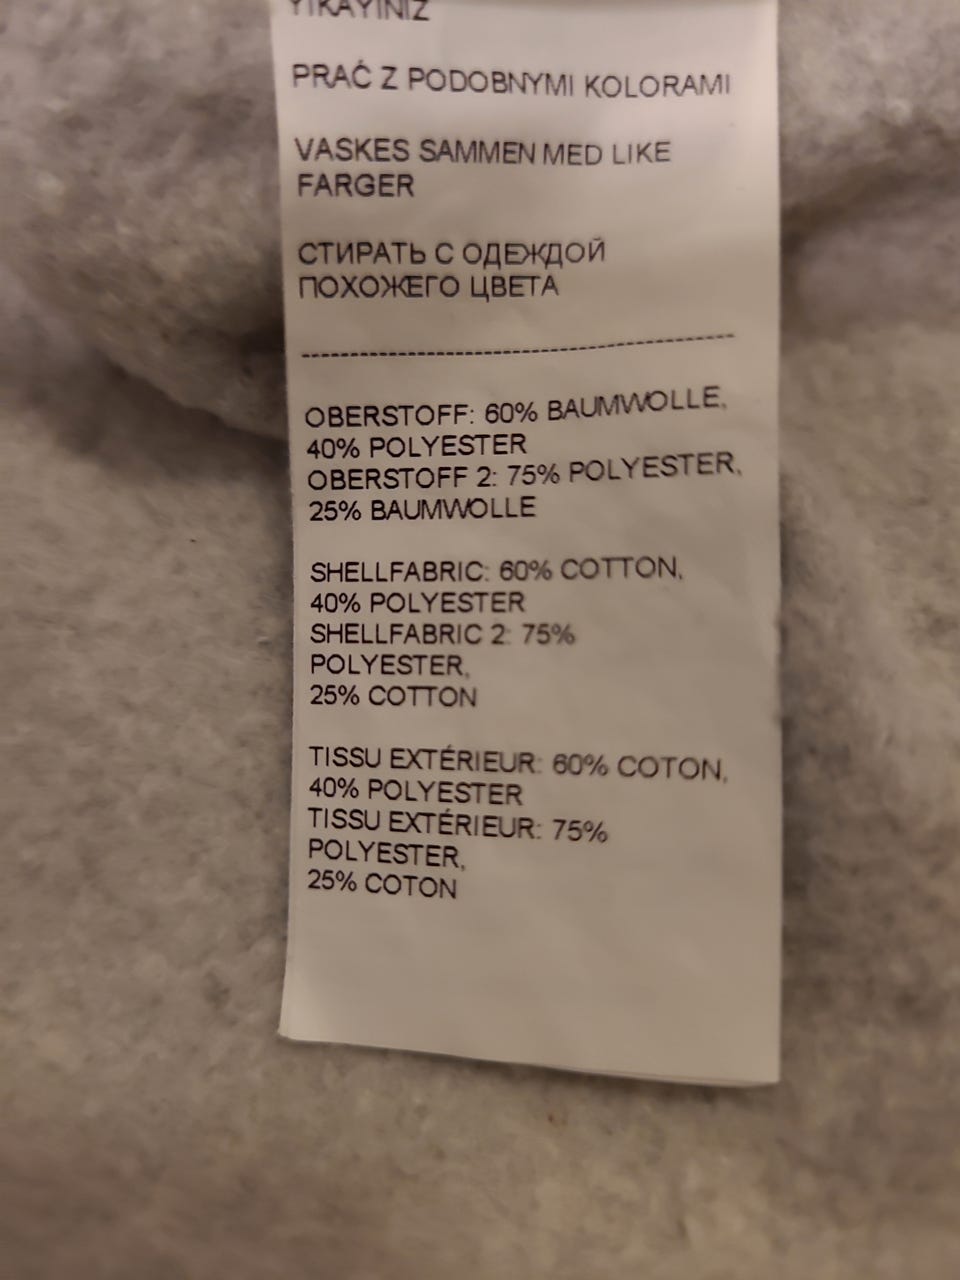 YIKAYINIZ
PRAĆ Z PODOBNYMI KOLORAMI
VASKES SAMMEN MED LIKE
FARGER
СТИРАТЬ С ОДЕЖДОЙ
ПОХОЖЕГО ЦВЕТА
OBERSTOFF: 60% BAUMWOLLE,
40% POLYESTER
OBERSTOFF 2: 75% POLYESTER,
25% BAUMWOLLE
SHELLFABRIC: 60% COTTON,
40% POLYESTER
SHELLFABRIC 2: 75%
POLYESTER,
25% COTTON
TISSU EXTÉRIEUR: 60% COTON,
40% POLYESTER
TISSU EXTÉRIEUR: 75%
POLYESTER,
25% COTON